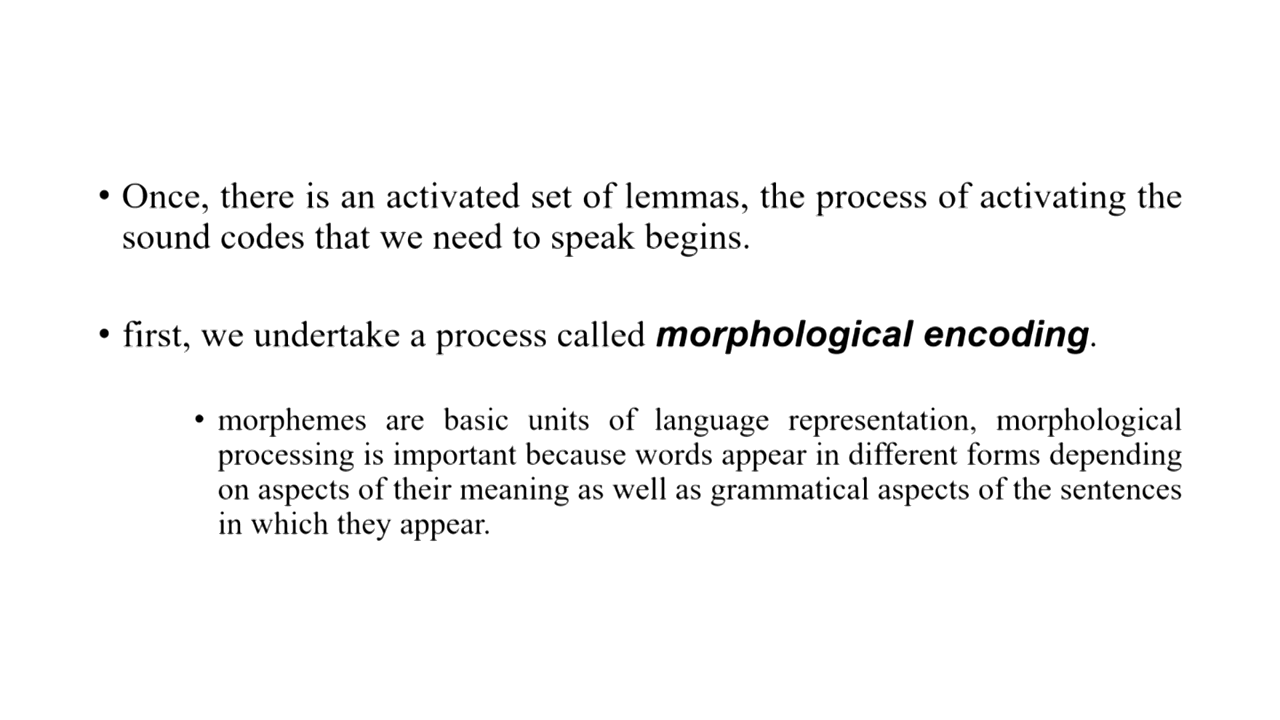 • Once, there is an activated set of lemmas, the process of activating the
sound codes that we need to speak begins.
• first, we undertake a process called morphological encoding.
• morphemes are basic units of language representation, morphological
processing is important because words appear in different forms depending
on aspects of their meaning as well as grammatical aspects of the sentences
in which they appear.